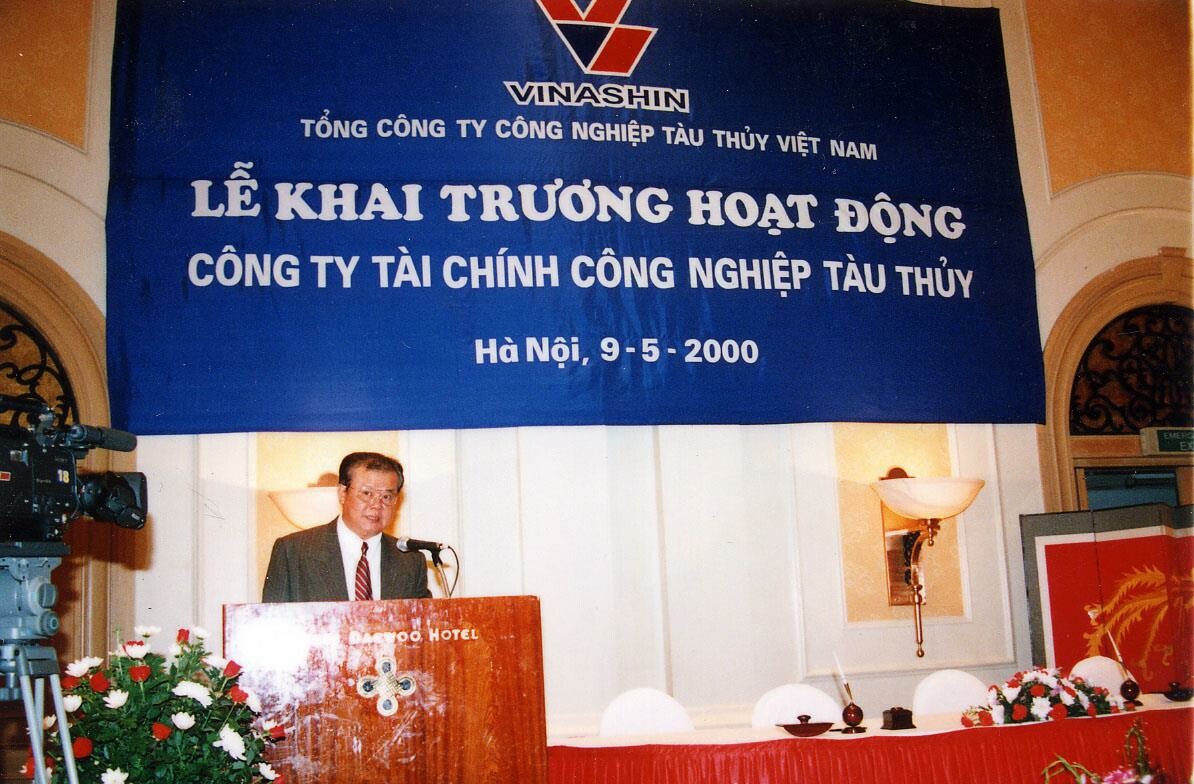 VINASHIN
TỔNG CÔNG TY CÔNG NGHIỆP TÀU THỦY VIỆT NAM
LỄ KHAI TRƯƠNG HOẠT ĐỘNG
CÔNG TY TÀI CHÍNH CÔNG NGHIỆP TÀU THỦY
Hà Nội, 9 - 5 - 2000
18
DAEWOO HOTEL